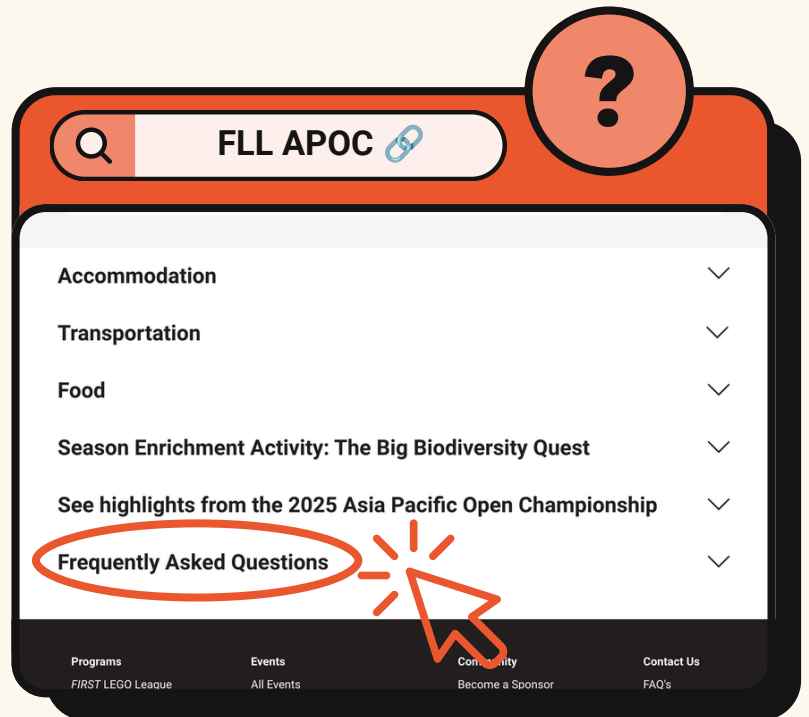 ?
FLL APOC 🔗
Accommodation
Transportation
Food
Season Enrichment Activity: The Big Biodiversity Quest
See highlights from the 2025 Asia Pacific Open Championship
Frequently Asked Questions
Programs Events Community Contact Us
FIRST LEGO League All Events Become a Sponsor FAQ's